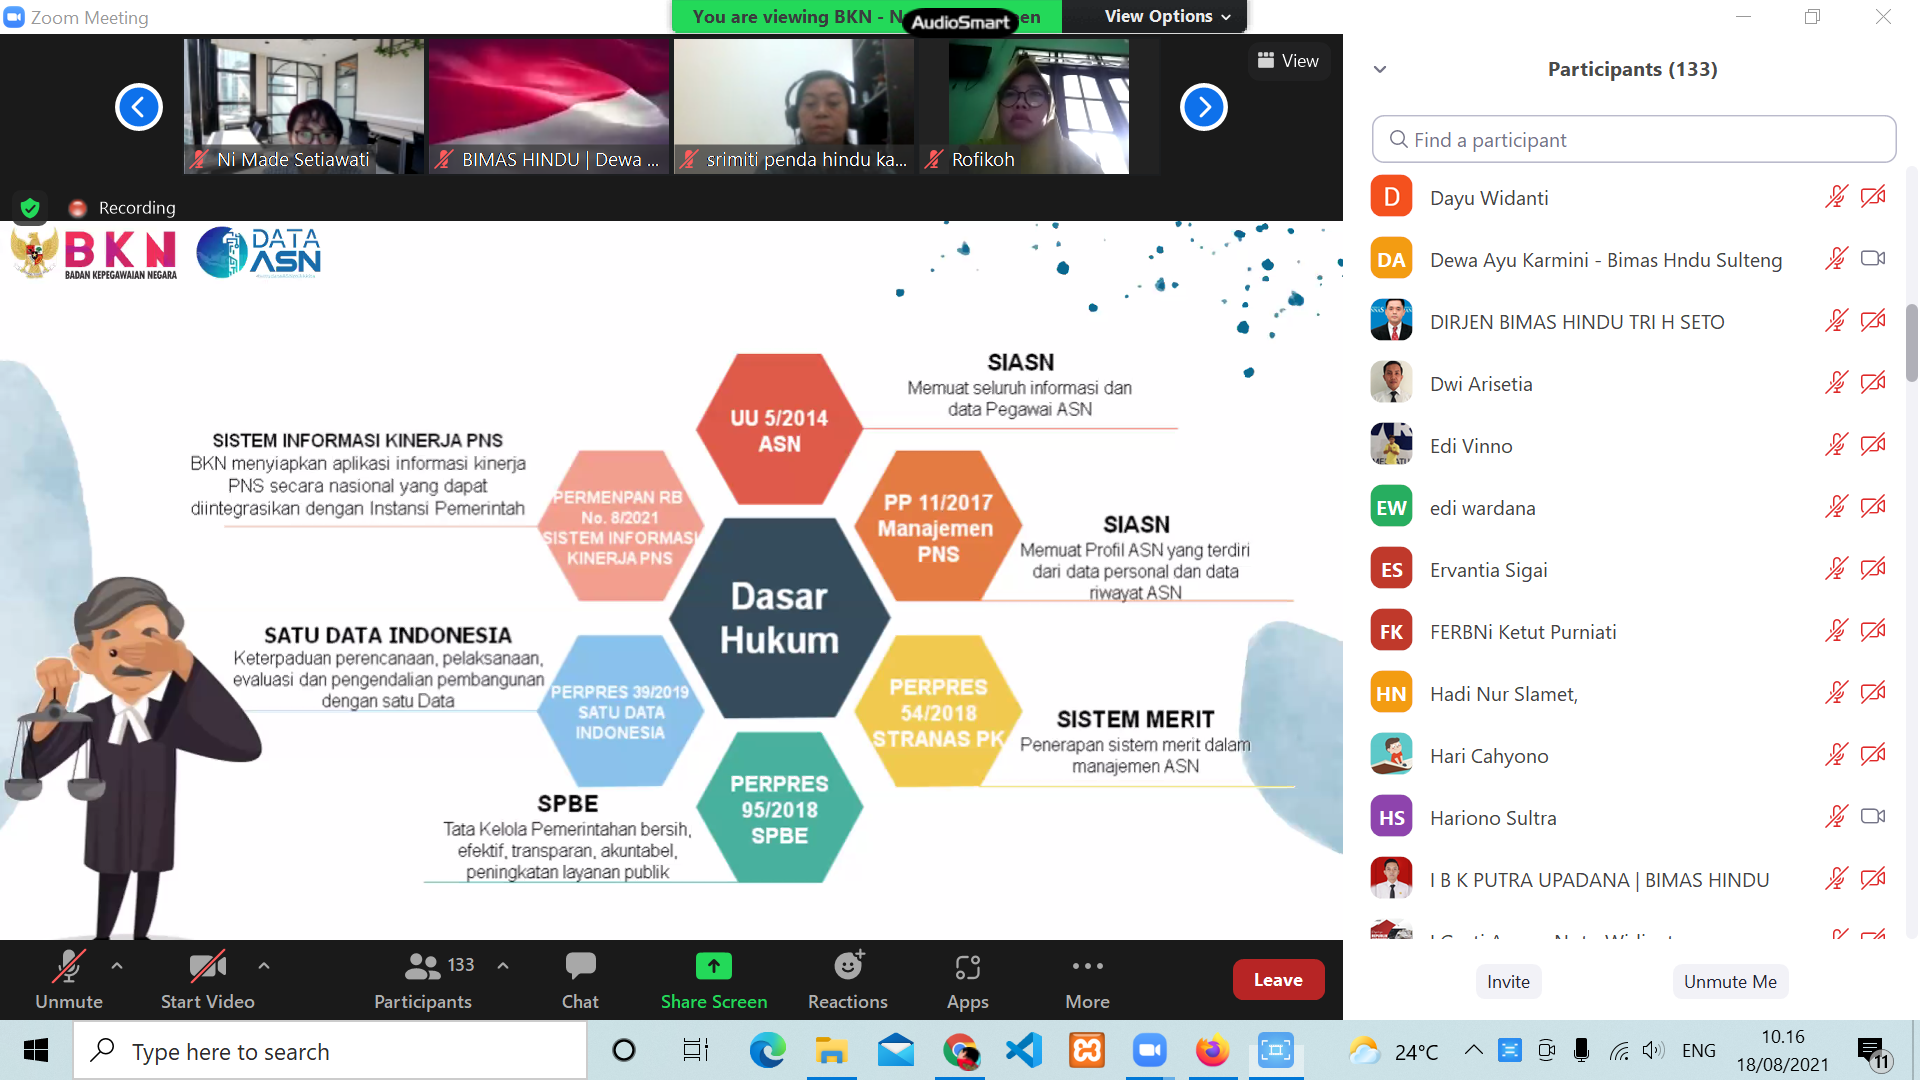 Zoom Meeting
You are viewing BKN - N
en
AudioSmart
View Options
View
Ni Made Setiawati
BIMAS HINDU | Dewa ...
srimiti penda hindu ka...
Rofikoh
Recording
BKN
BADAN KEPEGAWAIAN NEGARA
DATA
ASN
SIASN
Memuat seluruh informasi dan
data Pegawai ASN
UU 5/2014
ASN
SISTEM INFORMASI KINERJA PNS
BKN menyiapkan aplikasi informasi kinerja
PNS secara nasional yang dapat
diintegrasikan dengan Instansi Pemerintah
PERMENPAN RB
No. 8/2021
SISTEM INFORMASI
KINERJA PNS
PP 11/2017
Manajemen
PNS
SIASN
Memuat Profil ASN yang terdiri
dari data personal dan data
riwayat ASN
Dasar
Hukum
SATU DATA INDONESIA
Keterpaduan perencanaan, pelaksanaan,
evaluasi dan pengendalian pembangunan
dengan satu Data
PERPRES 39/2019
SATU DATA
INDONESIA
PERPRES
54/2018
STRANAS PK
SISTEM MERIT
Penerapan sistem merit dalam
manajemen ASN
SPBE
Tata Kelola Pemerintahan bersih,
efektif, transparan, akuntabel,
peningkatan layanan publik
PERPRES
95/2018
SPBE
Participants (133)
Find a participant
D Dayu Widanti
DA Dewa Ayu Karmini - Bimas Hndu Sulteng
DIRJEN BIMAS HINDU TRI H SETO
Dwi Arisetia
Edi Vinno
EW edi wardana
ES Ervantia Sigai
FK FERBNi Ketut Purniati
HN Hadi Nur Slamet,
Hari Cahyono
HS Hariono Sultra
I B K PUTRA UPADANA | BIMAS HINDU
Invite
Unmute Me
Unmute
Start Video
133
Participants
Chat
Share Screen
Reactions
Apps
More
Leave
Type here to search
24°C
ENG
10.16
18/08/2021
11